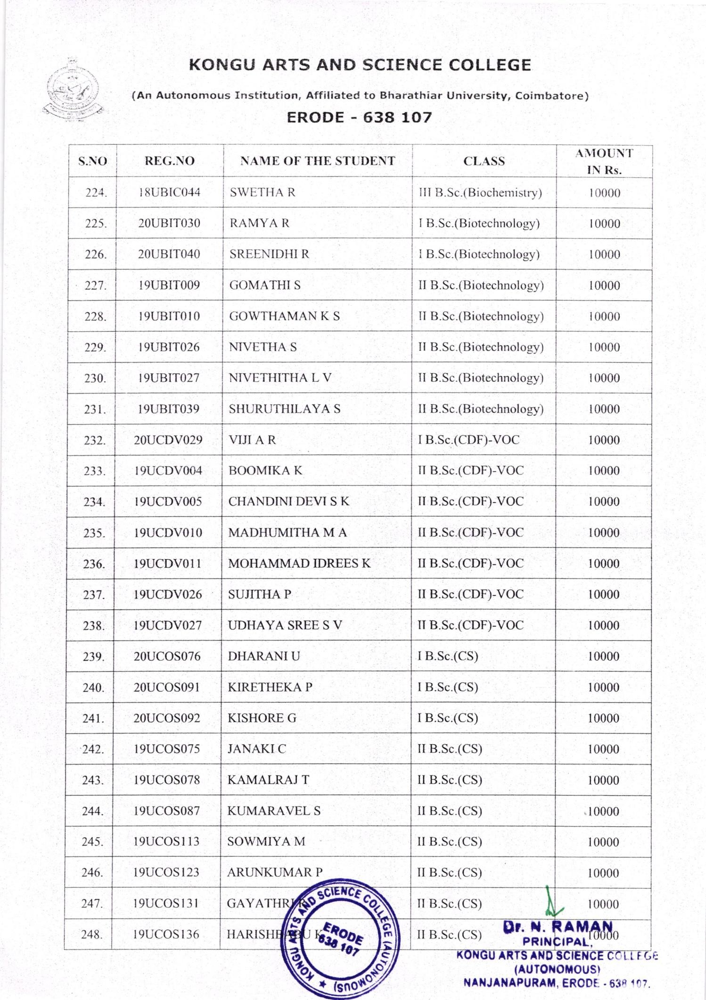 KONGU ARTS AND SCIENCE COLLEGE
(An Autonomous Institution, Affiliated to Bharathiar University, Coimbatore)
ERODE - 638 107
S.NO REG.NO NAME OF THE STUDENT CLASS AMOUNT IN Rs.
224. 18UBIC044 SWETHA R III B.Sc.(Biochemistry) 10000
225. 20UBIT030 RAMYA R I B.Sc.(Biotechnology) 10000
226. 20UBIT040 SREENIDHI R I B.Sc.(Biotechnology) 10000
227. 19UBIT009 GOMATHI S II B.Sc.(Biotechnology) 10000
228. 19UBIT010 GOWTHAMAN K S II B.Sc.(Biotechnology) 10000
229. 19UBIT026 NIVETHA S II B.Sc.(Biotechnology) 10000
230. 19UBIT027 NIVETHITHA L V II B.Sc.(Biotechnology) 10000
231. 19UBIT039 SHURUTHILAYA S II B.Sc.(Biotechnology) 10000
232. 20UCDV029 VIJI A R I B.Sc.(CDF)-VOC 10000
233. 19UCDV004 BOOMIKA K II B.Sc.(CDF)-VOC 10000
234. 19UCDV005 CHANDINI DEVI S K II B.Sc.(CDF)-VOC 10000
235. 19UCDV010 MADHUMITHA M A II B.Sc.(CDF)-VOC 10000
236. 19UCDV011 MOHAMMAD IDREES K II B.Sc.(CDF)-VOC 10000
237. 19UCDV026 SUJITHA P II B.Sc.(CDF)-VOC 10000
238. 19UCDV027 UDHAYA SREE S V II B.Sc.(CDF)-VOC 10000
239. 20UCOS076 DHARANI U I B.Sc.(CS) 10000
240. 20UCOS091 KIRETHEKA P I B.Sc.(CS) 10000
241. 20UCOS092 KISHORE G I B.Sc.(CS) 10000
242. 19UCOS075 JANAKI C II B.Sc.(CS) 10000
243. 19UCOS078 KAMALRAJ T II B.Sc.(CS) 10000
244. 19UCOS087 KUMARAVEL S II B.Sc.(CS) 10000
245. 19UCOS113 SOWMIYA M II B.Sc.(CS) 10000
246. 19UCOS123 ARUNKUMAR P II B.Sc.(CS) 10000
247. 19UCOS131 GAYATHRI R II B.Sc.(CS) 10000
248. 19UCOS136 HARISHBABU K II B.Sc.(CS) 10000
KONGU ARTS AND SCIENCE COLLEGE (AUTONOMOUS) ★
ERODE
638 107
Dr. N. RAMAN
PRINCIPAL,
KONGU ARTS AND SCIENCE COLLEGE
(AUTONOMOUS)
NANJANAPURAM, ERODE - 638 107.